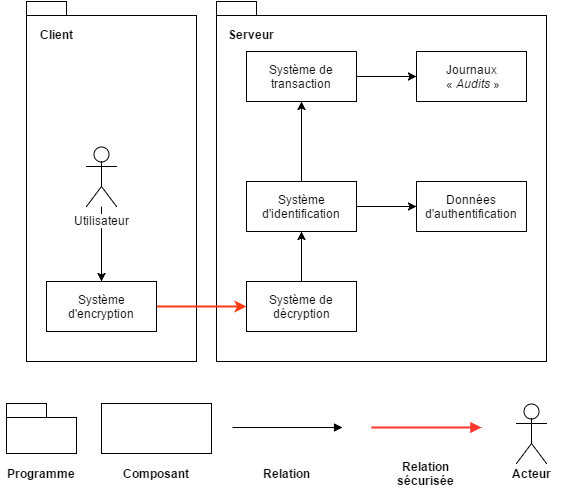 Client
Serveur
Système de
transaction
Journaux
« Audits »
Système
d'identification
Données
d'authentification
Utilisateur
Système
d'encryption
Système de
décryption
Programme
Composant
Relation
Relation
sécurisée
Acteur